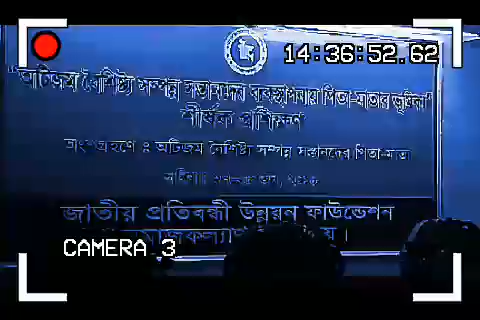 14:36:52.62
"অটিজম বৈশিষ্ট্য সম্পন্ন সন্তানদের ব্যবস্থাপনায় পিতা-মাতার ভূমিকা"
শীর্ষক প্রশিক্ষণ
অংশগ্রহণে ঃ অটিজম বৈশিষ্ট্য সম্পন্ন সন্তানদের পিতা-মাতা
জাতীয় প্রতিবন্ধী উন্নয়ন ফাউন্ডেশন
CAMERA 3